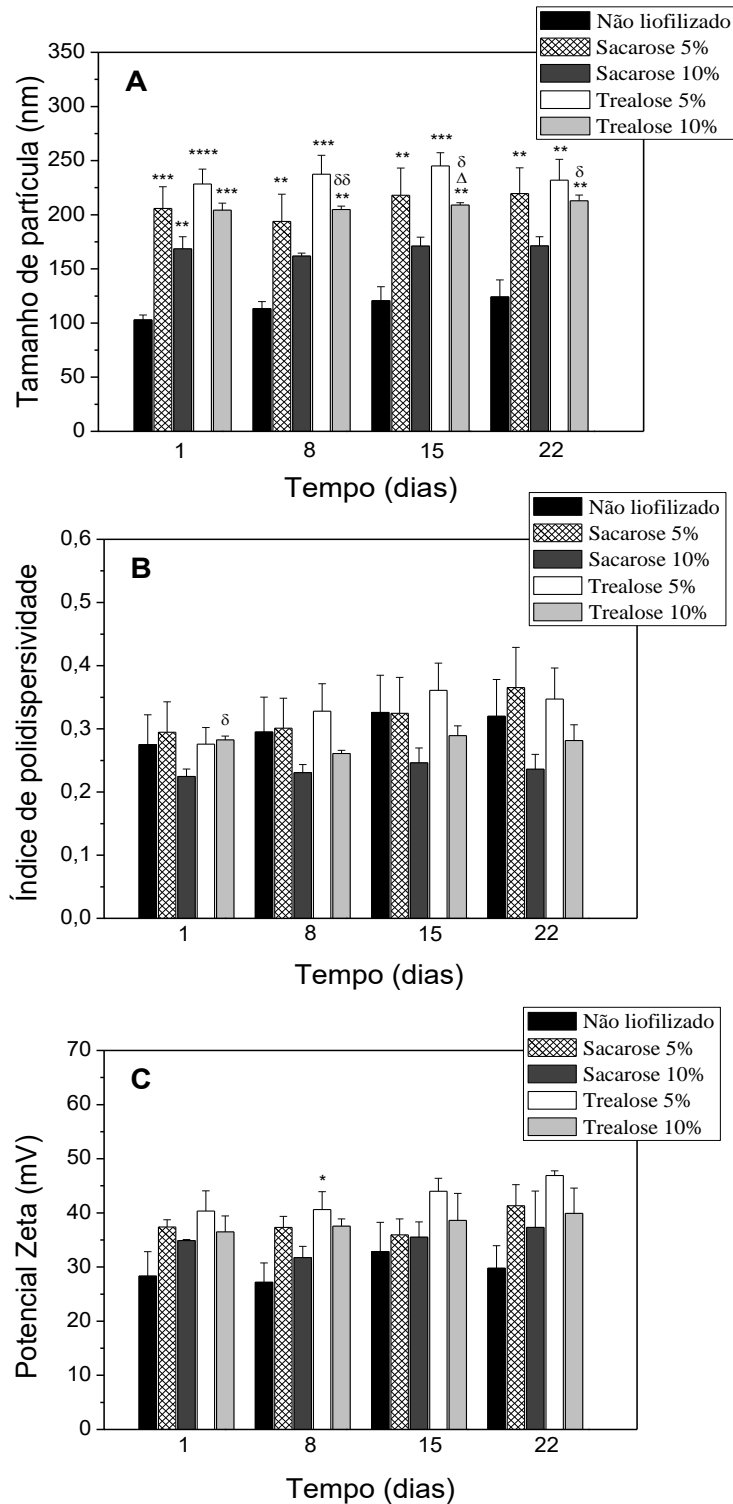 Não liofilizado
Sacarose 5%
Sacarose 10%
Trealose 5%
Trealose 10%
A
Tamanho de partícula (nm)
350
300
250
200
150
100
50
0
*** ** **** ***
** *** δδ **
** *** δ Δ **
** ** δ **
1 8 15 22
Tempo (dias)
Não liofilizado
Sacarose 5%
Sacarose 10%
Trealose 5%
Trealose 10%
B
Índice de polidispersividade
0,6
0,5
0,4
0,3
0,2
0,1
0,0
δ
1 8 15 22
Tempo (dias)
Não liofilizado
Sacarose 5%
Sacarose 10%
Trealose 5%
Trealose 10%
C
Potencial Zeta (mV)
70
60
50
40
30
20
10
0
*
1 8 15 22
Tempo (dias)